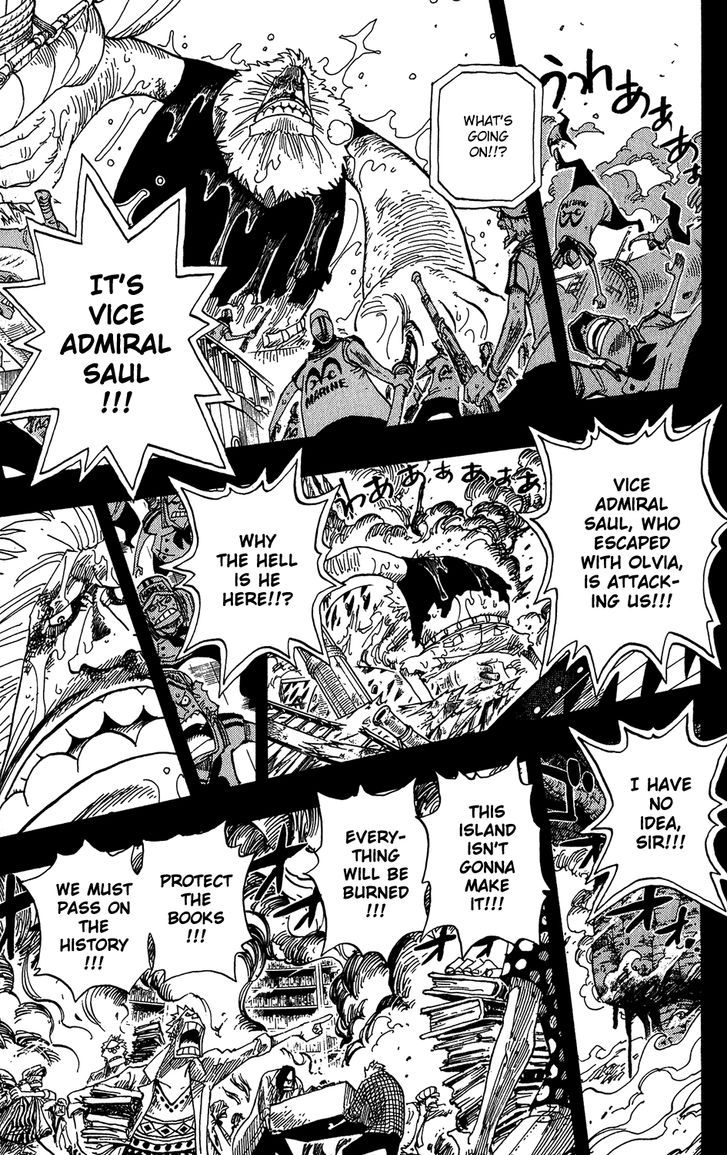 うわあぁぁぁ
WHAT'S
GOING
ON!!?
MARINE
IT'S
VICE
ADMIRAL
SAUL
!!!
VICE
ADMIRAL
SAUL, WHO
ESCAPED
WITH OLVIA,
IS ATTACK-
ING US!!!
わあぁぁぁぁぁ
WHY
THE HELL
IS HE
HERE!!?
I HAVE
NO
IDEA,
SIR!!!
THIS
ISLAND
ISN'T
GONNA
MAKE
IT!!!
EVERY-
THING
WILL BE
BURNED
!!!
PROTECT
THE
BOOKS
!!!
WE MUST
PASS ON
THE
HISTORY
!!!